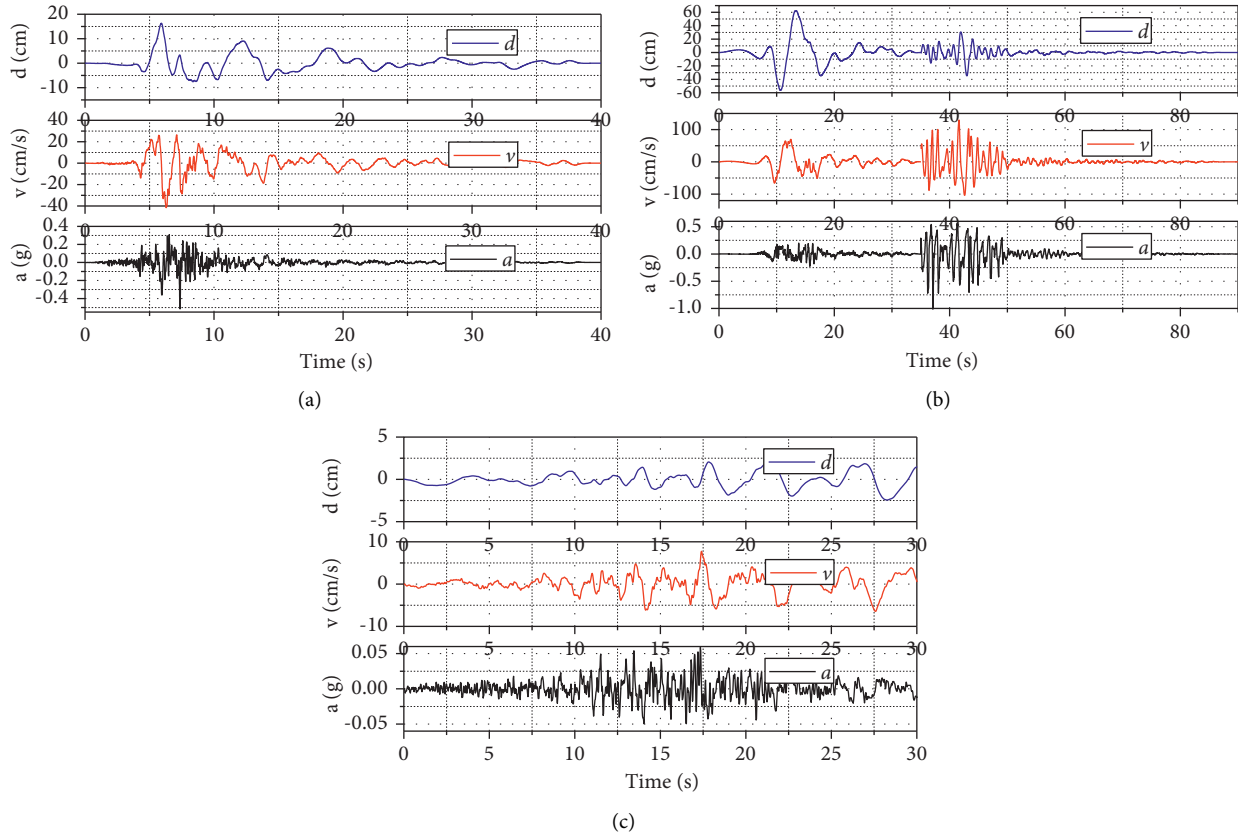 d (cm)
20
10
0
-10
d
0 10 20 30 40
v (cm/s)
40
20
0
-20
-40
v
0 10 20 30 40
a (g)
0.4
0.2
0.0
-0.2
-0.4
a
0 10 20 30 40
Time (s)
(a)
d (cm)
60
40
20
0
-20
-40
-60
d
0 20 40 60 80
v (cm/s)
100
0
-100
v
0 20 40 60 80
a (g)
0.5
0.0
-0.5
-1.0
a
0 20 40 60 80
Time (s)
(b)
d (cm)
5
0
-5
d
0 5 10 15 20 25 30
v (cm/s)
10
0
-10
v
0 5 10 15 20 25 30
a (g)
0.05
0.00
-0.05
a
0 5 10 15 20 25 30
Time (s)
(c)